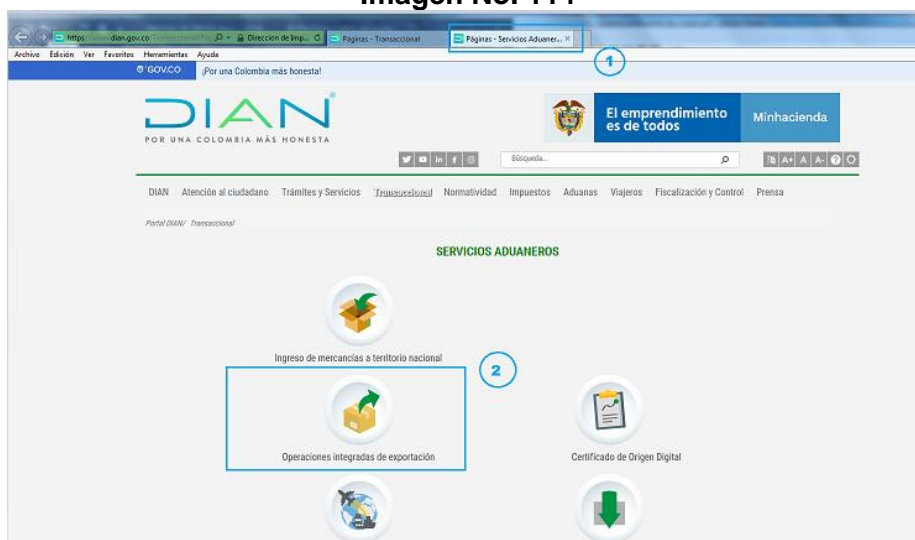 https dian.gov.co Direccion de Imp... Páginas - Transaccional Páginas - Servicios Aduaner...
1
Archivo Edición Ver Favoritos Herramientas Ayuda
GOV.CO ¡Por una Colombia más honesta!
DIAN
POR UNA COLOMBIA MÁS HONESTA
El emprendimiento
es de todos
Minhacienda
Búsqueda...
A+ A A-
DIAN Atención al ciudadano Trámites y Servicios Transaccional Normatividad Impuestos Aduanas Viajeros Fiscalización y Control Prensa
Portal DIAN/ Transaccional
SERVICIOS ADUANEROS
Ingreso de mercancías a territorio nacional
2
Operaciones integradas de exportación
Certificado de Origen Digital